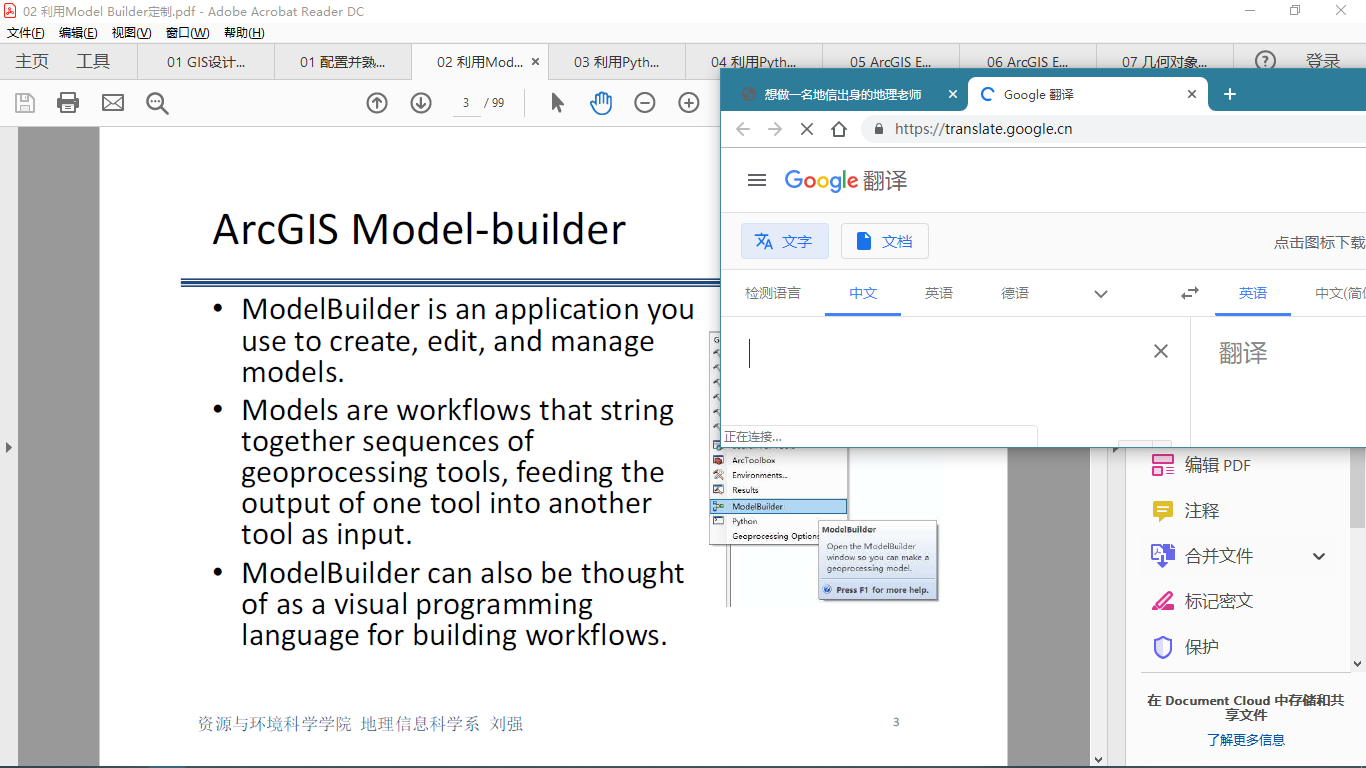 02 利用Model Builder定制.pdf - Adobe Acrobat Reader DC
文件(F) 编辑(E) 视图(V) 窗口(W) 帮助(H)
主页 工具 01 GIS设计... 01 配置并熟... 02 利用Mod... 03 利用Pyth... 04 利用Pyth... 05 ArcGIS E... 06 ArcGIS E... 07 几何对象... 登录
3 / 99
想做一名地信出身的地理老师 Google 翻译
https://translate.google.cn
Google 翻译
文字 文档 点击图标下载
检测语言 中文 英语 德语 英语 中文(简
翻译
正在连接...
ArcGIS Model-builder
• ModelBuilder is an application you
use to create, edit, and manage
models.
• Models are workflows that string
together sequences of
geoprocessing tools, feeding the
output of one tool into another
tool as input.
• ModelBuilder can also be thought
of as a visual programming
language for building workflows.
ArcToolbox
Environments...
Results
ModelBuilder
Python
Geoprocessing Option
ModelBuilder
Open the ModelBuilder
window so you can make a
geoprocessing model.
Press F1 for more help.
资源与环境科学学院 地理信息科学系 刘强 3
编辑 PDF
注释
合并文件
标记密文
保护
在 Document Cloud 中存储和共
享文件
了解更多信息